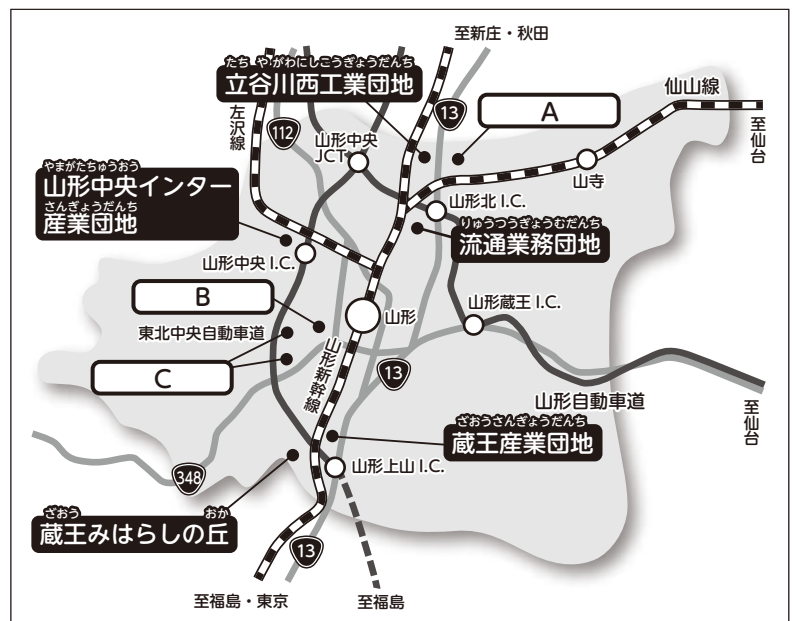 至新庄・秋田
たちやがわにしこうぎょうだんち
立谷川西工業団地
仙山線
13
A
左沢線
112
山形中央
JCT
至仙台
山寺
やまがたちゅうおう
山形中央インター
さんぎょうだんち
産業団地
山形北 I.C.
りゅうつうぎょうむだんち
流通業務団地
山形中央 I.C.
B
山形蔵王 I.C.
山形
東北中央自動車道
山形新幹線
C
13
山形自動車道
至仙台
ざおうさんぎょうだんち
蔵王産業団地
348
山形上山 I.C.
ざおう おか
蔵王みはらしの丘
13
至福島・東京
至福島